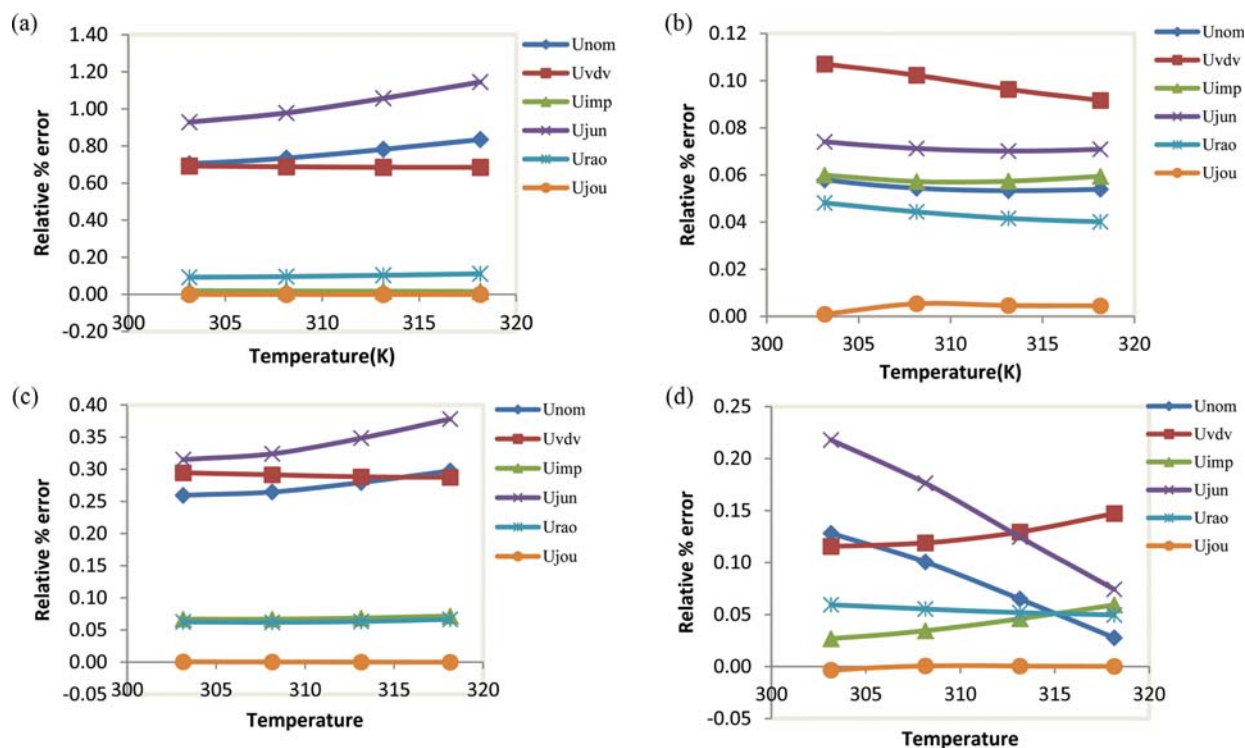 (a)
1.40
1.20
1.00
0.80
0.60
0.40
0.20
0.00
-0.20
Relative % error
300 305 310 315 320
Temperature(K)
Unom
Uvdv
Uimp
Ujun
Urao
Ujou
(b)
0.12
0.10
0.08
0.06
0.04
0.02
0.00
Relative % error
300 305 310 315 320
Temperature(K)
Unom
Uvdv
Uimp
Ujun
Urao
Ujou
(c)
0.40
0.35
0.30
0.25
0.20
0.15
0.10
0.05
0.00
-0.05
Relative % error
300 305 310 315 320
Temperature
Unom
Uvdv
Uimp
Ujun
Urao
Ujou
(d)
0.25
0.20
0.15
0.10
0.05
0.00
-0.05
Relative % error
300 305 310 315 320
Temperature
Unom
Uvdv
Uimp
Ujun
Urao
Ujou